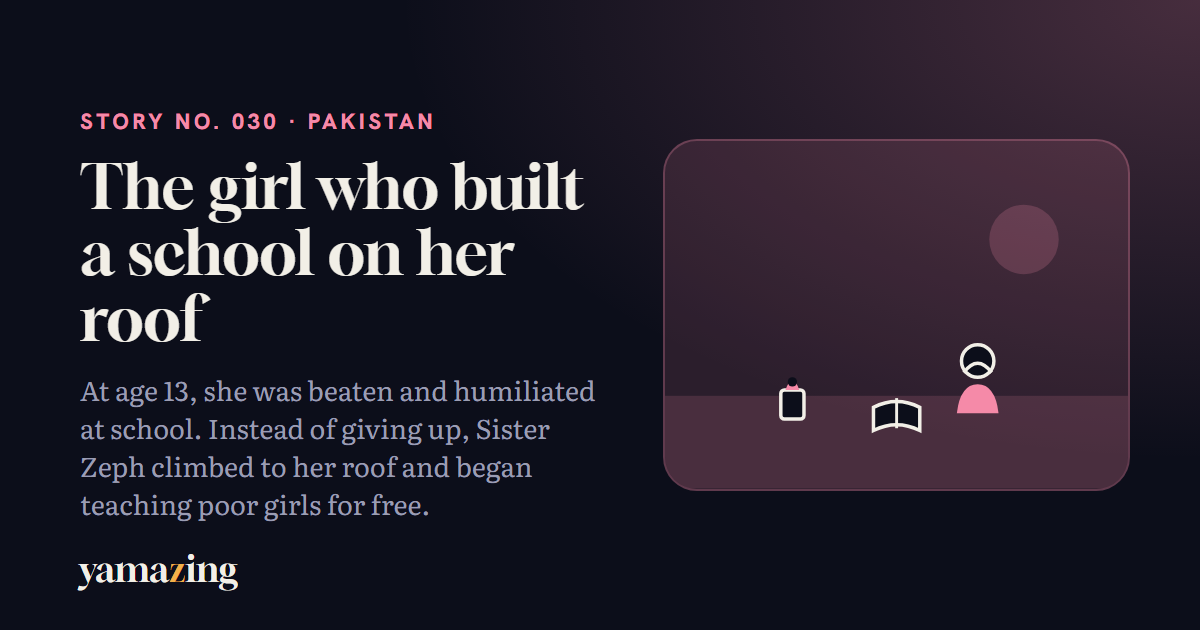 STORY NO. 030 · PAKISTAN
The girl who built
a school on her
roof
At age 13, she was beaten and humiliated
at school. Instead of giving up, Sister
Zeph climbed to her roof and began
teaching poor girls for free.
yamazing